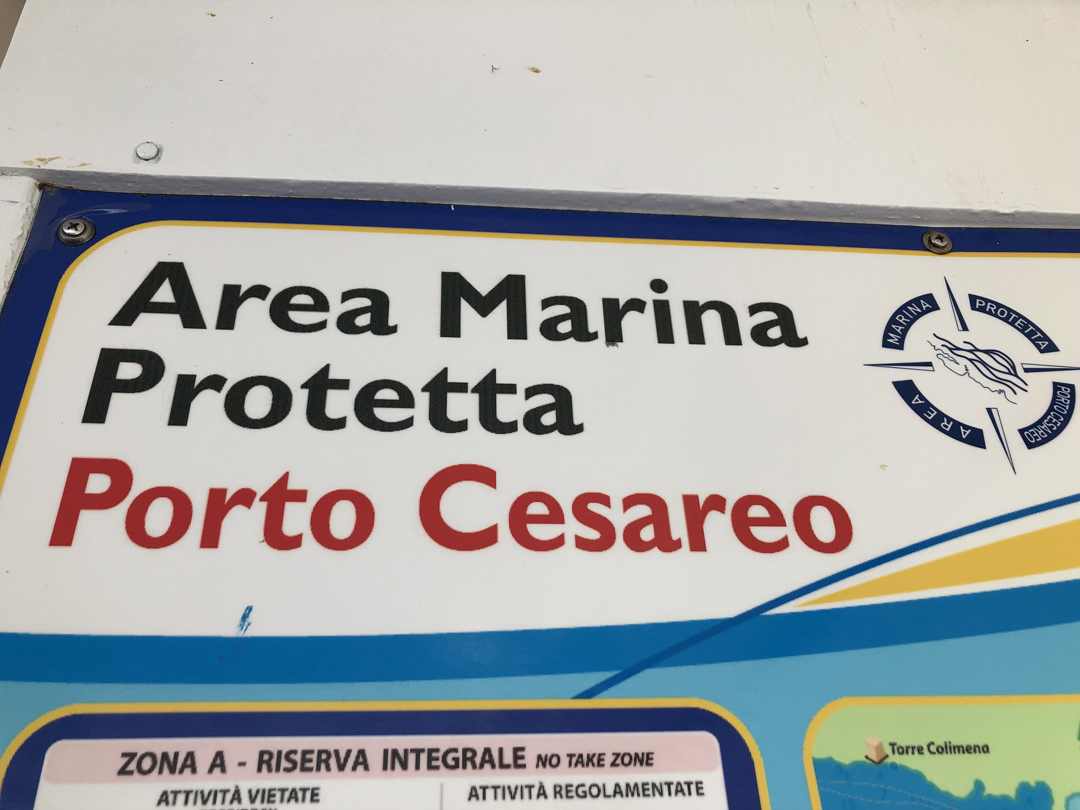 Area Marina
Protetta
Porto Cesareo
AREA MARINA PROTETTA PORTO CESAREO
ZONA A - RISERVA INTEGRALE NO TAKE ZONE
ATTIVITÀ VIETATE
ATTIVITÀ REGOLAMENTATE
Torre Colimena